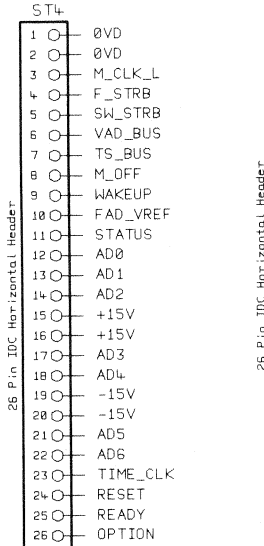 ST4
1 0VD
2 0VD
3 M_CLK_L
4 F_STRB
5 SW_STRB
6 VAD_BUS
7 TS_BUS
8 M_OFF
9 WAKEUP
10 FAD_VREF
11 STATUS
12 AD0
13 AD1
14 AD2
15 +15V
16 +15V
17 AD3
18 AD4
19 -15V
20 -15V
21 AD5
22 AD6
23 TIME_CLK
24 RESET
25 READY
26 OPTION
26 Pin IDC Horizontal Header
26 Pin IDC Horizontal Header